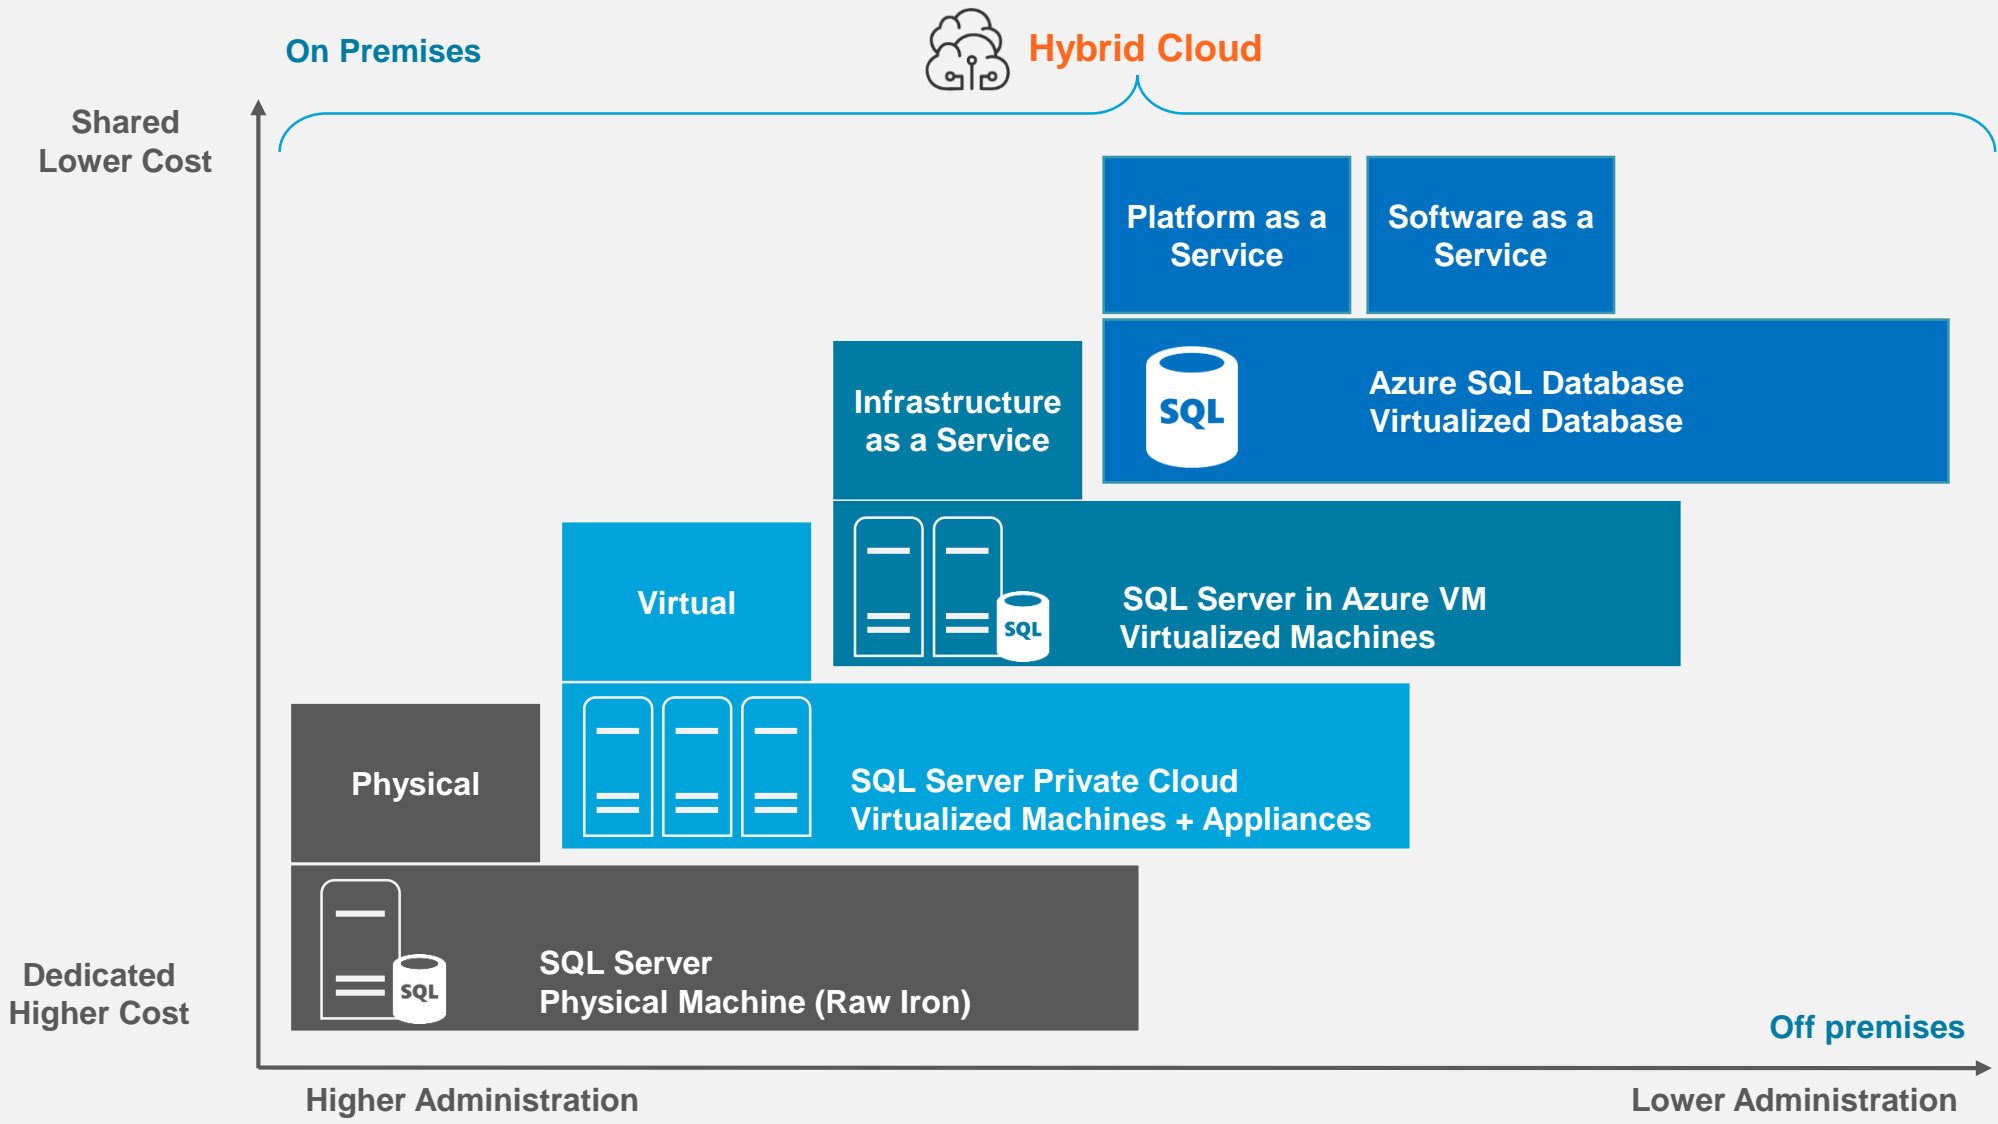 On Premises
Hybrid Cloud
Shared
Lower Cost
Platform as a
Service
Software as a
Service
Infrastructure
as a Service
SQL
Azure SQL Database
Virtualized Database
Virtual
SQL
SQL Server in Azure VM
Virtualized Machines
Physical
SQL Server Private Cloud
Virtualized Machines + Appliances
Dedicated
Higher Cost
SQL
SQL Server
Physical Machine (Raw Iron)
Off premises
Higher Administration
Lower Administration